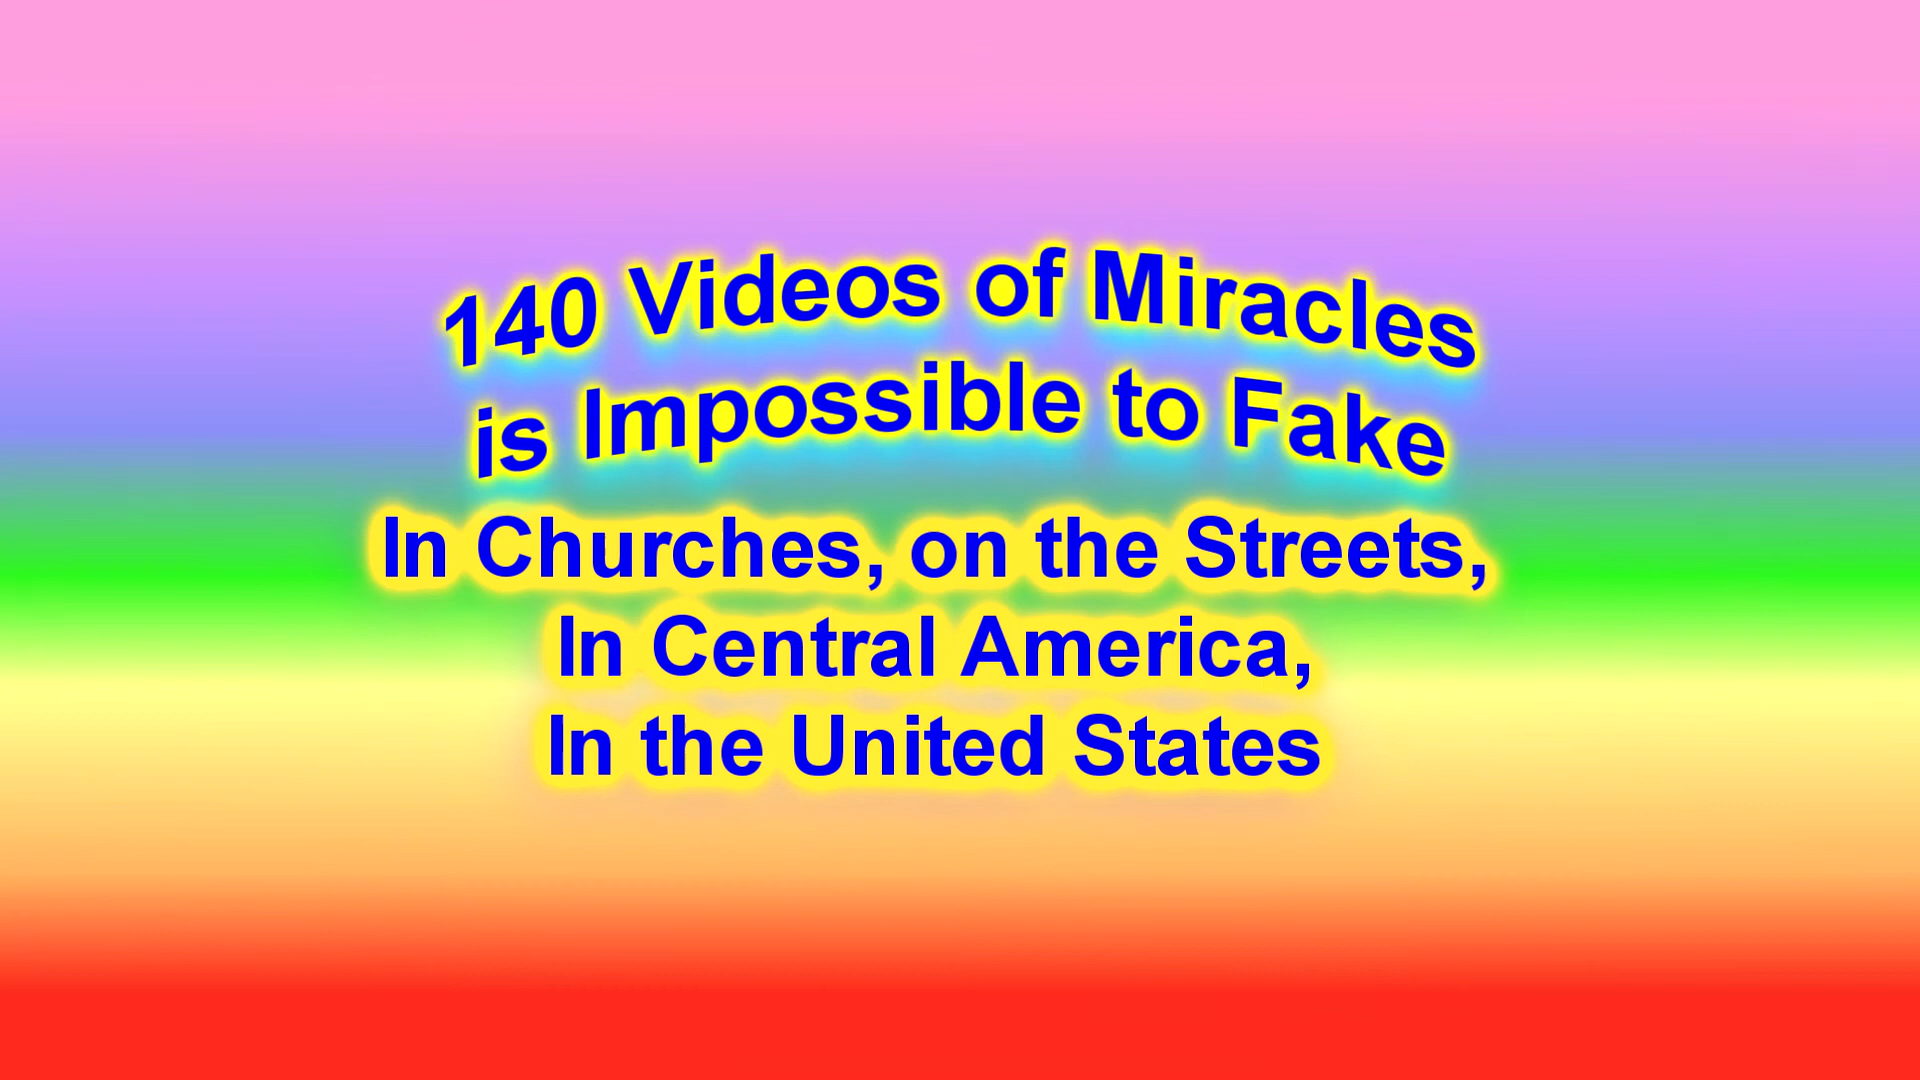 140 Videos of Miracles
is Impossible to Fake
In Churches, on the Streets,
In Central America,
In the United States